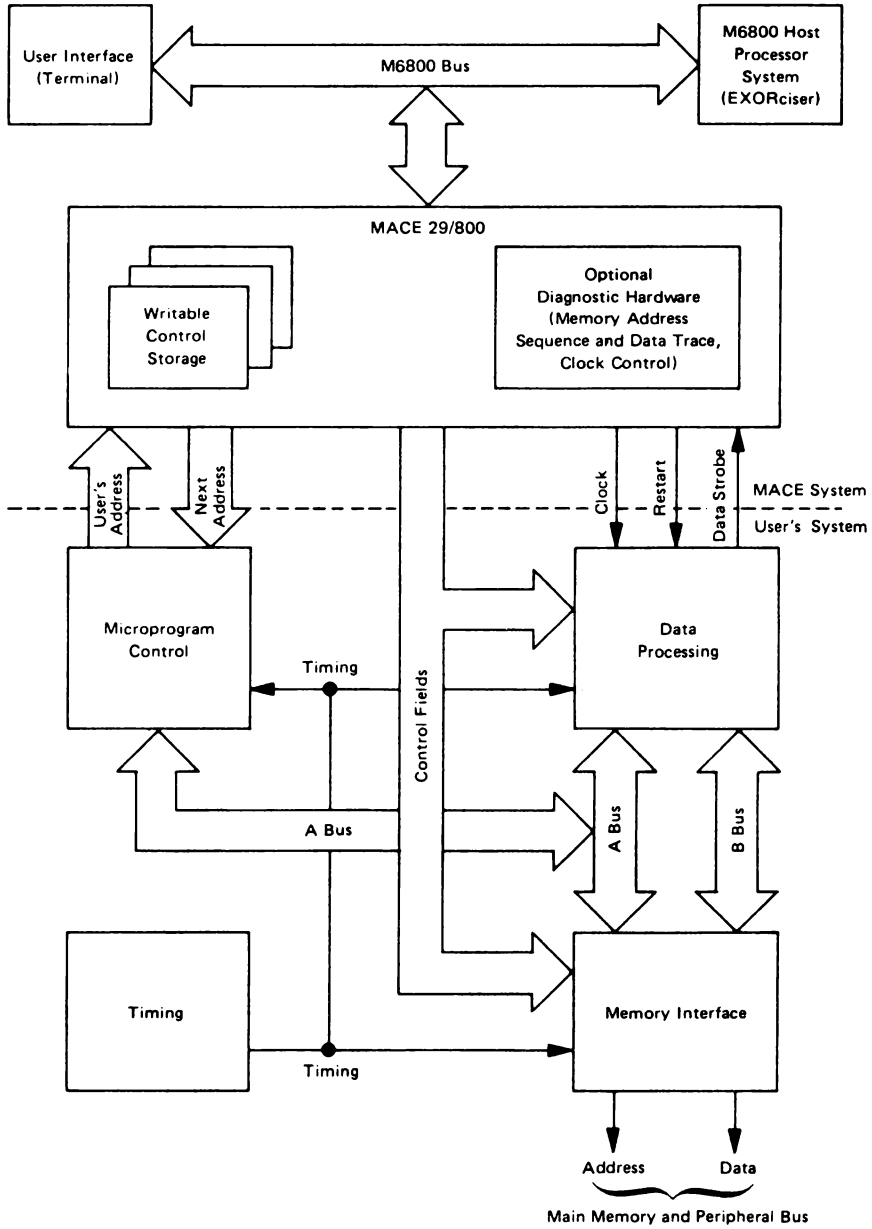 User Interface
(Terminal)
M6800 Bus
M6800 Host
Processor
System
(EXORciser)
MACE 29/800
Writable
Control
Storage
Optional
Diagnostic Hardware
(Memory Address
Sequence and Data Trace,
Clock Control)
User's
Address
Next
Address
Clock
Restart
Data Strobe
MACE System
User's System
Microprogram
Control
Timing
Control Fields
Data
Processing
A Bus
A Bus
B Bus
Timing
Timing
Memory Interface
Address
Data
Main Memory and Peripheral Bus